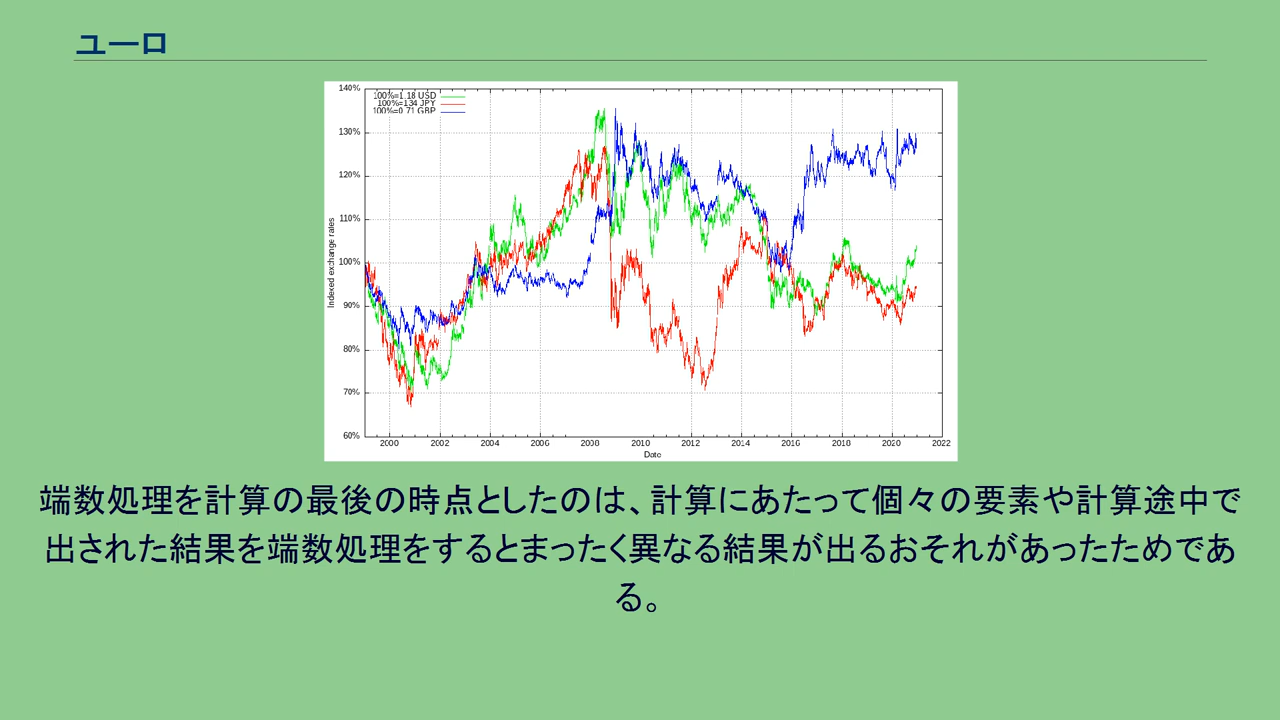 ユーロ
140%
100%=1.18 USD
100%=134 JPY
100%=0.71 GBP
130%
120%
110%
100%
90%
80%
70%
60%
Indexed exchange rates
2000 2002 2004 2006 2008 2010 2012 2014 2016 2018 2020 2022
Date
端数処理を計算の最後の時点としたのは、計算にあたって個々の要素や計算途中で
出された結果を端数処理をするとまったく異なる結果が出るおそれがあったためであ
る。